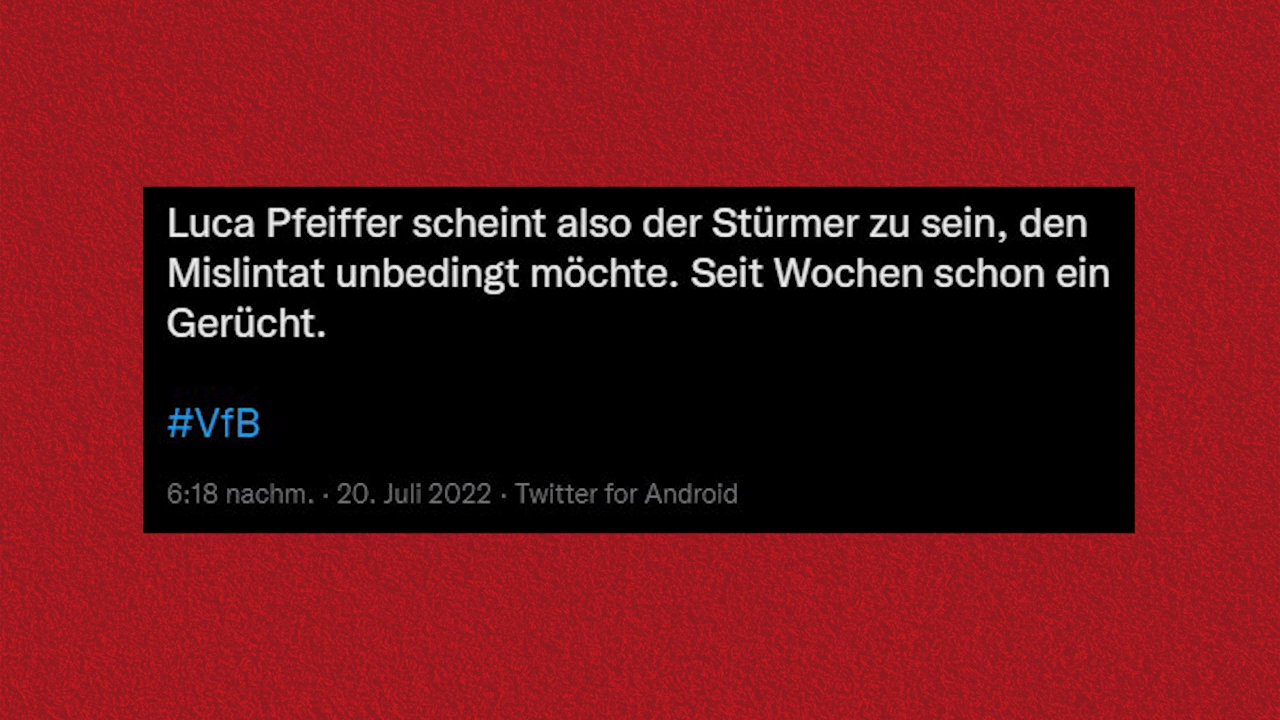 Luca Pfeiffer scheint also der Stürmer zu sein, den
Mislintat unbedingt möchte. Seit Wochen schon ein
Gerücht.
#VfB
6:18 nachm. · 20. Juli 2022 · Twitter for Android